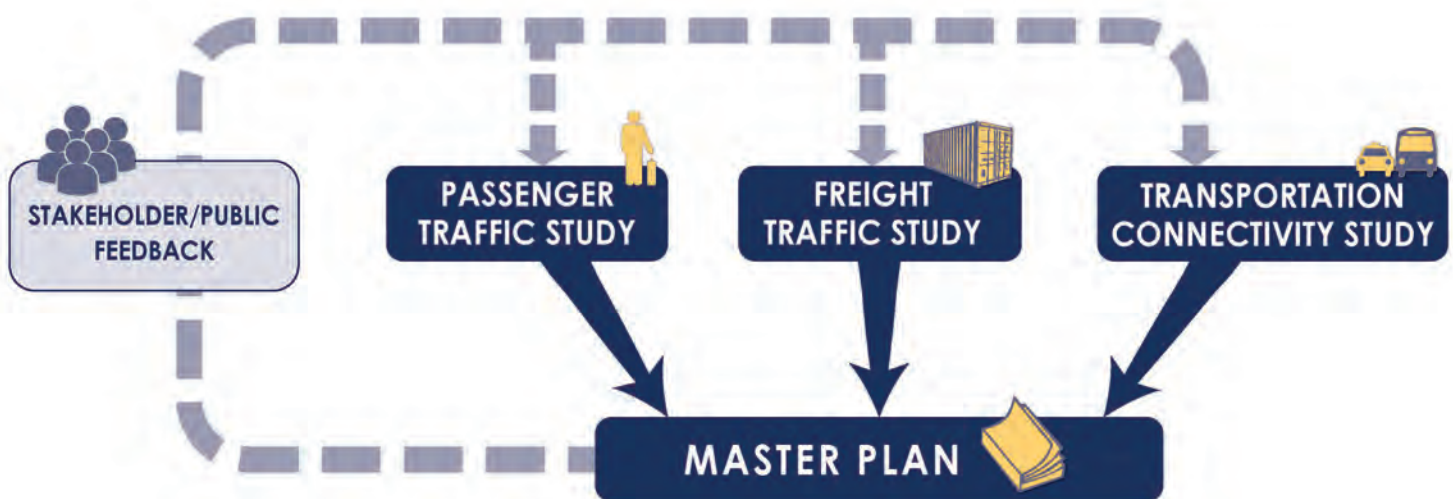 STAKEHOLDER/PUBLIC
FEEDBACK
PASSENGER
TRAFFIC STUDY
FREIGHT
TRAFFIC STUDY
TRANSPORTATION
CONNECTIVITY STUDY
MASTER PLAN